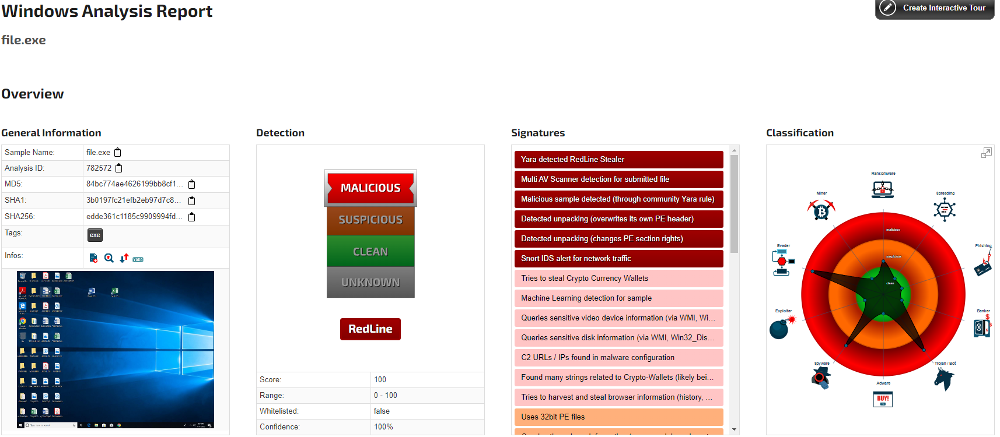 Windows Analysis Report
Create Interactive Tour
file.exe
Overview
General Information
Sample Name: file.exe
Analysis ID: 782572
MD5: 84bc774ae4626199bb8cf1...
SHA1: 3b0197fc21efb2eb97d7c8...
SHA256: edde361c1185c9909994fd...
Tags: exe
Infos: YARA
Detection
MALICIOUS
SUSPICIOUS
CLEAN
UNKNOWN
RedLine
Score: 100
Range: 0 - 100
Whitelisted: false
Confidence: 100%
Signatures
Yara detected RedLine Stealer
Multi AV Scanner detection for submitted file
Malicious sample detected (through community Yara rule)
Detected unpacking (overwrites its own PE header)
Detected unpacking (changes PE section rights)
Snort IDS alert for network traffic
Tries to steal Crypto Currency Wallets
Machine Learning detection for sample
Queries sensitive video device information (via WMI, Wi...
Queries sensitive disk information (via WMI, Win32_Dis...
C2 URLs / IPs found in malware configuration
Found many strings related to Crypto-Wallets (likely bei...
Tries to harvest and steal browser information (history, ...
Uses 32bit PE files
Classification
Ransomware
Miner
Spreading
malicious
Evader
Phishing
suspicious
clean
Exploiter
Banker
Spyware
Trojan / Bot
Adware
BUY!